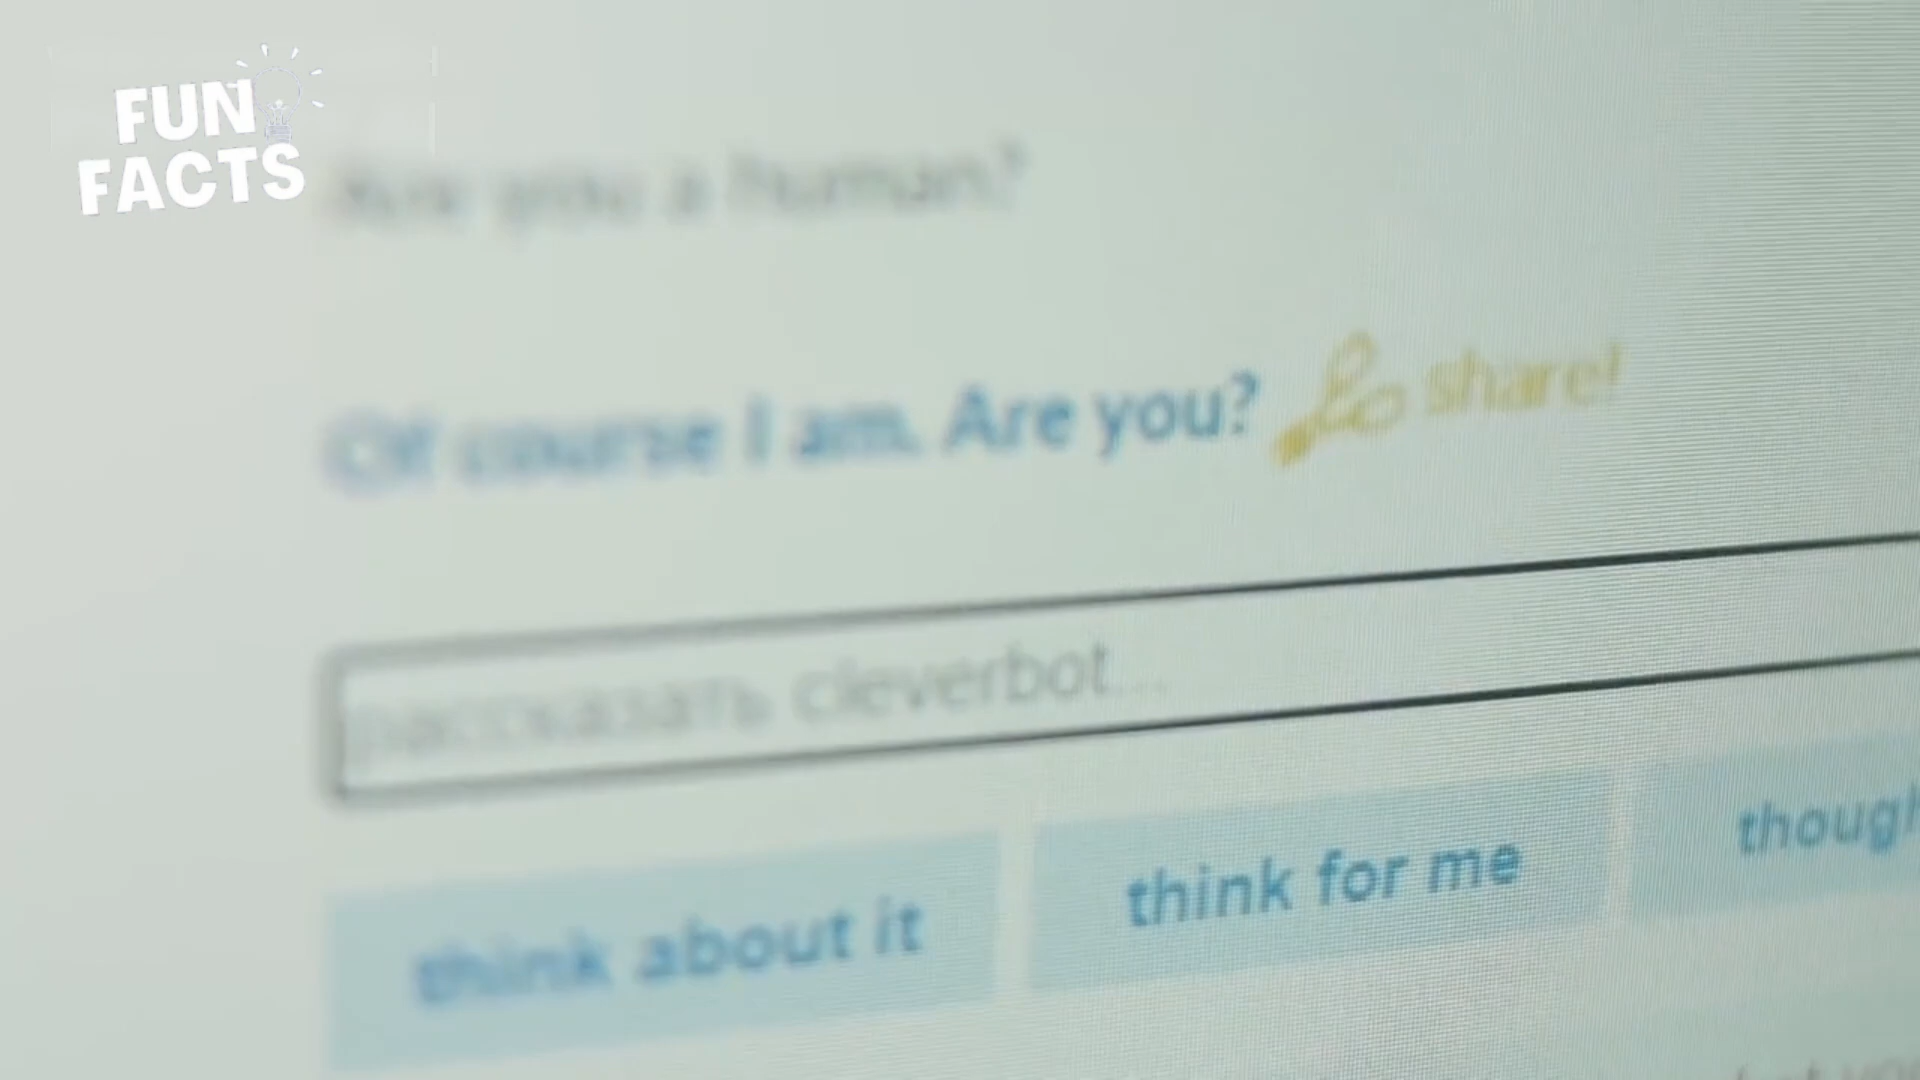 FUN
FACTS
Are you a human?
Of course I am. Are you? share!
рассказать cleverbot...
think about it
think for me
though